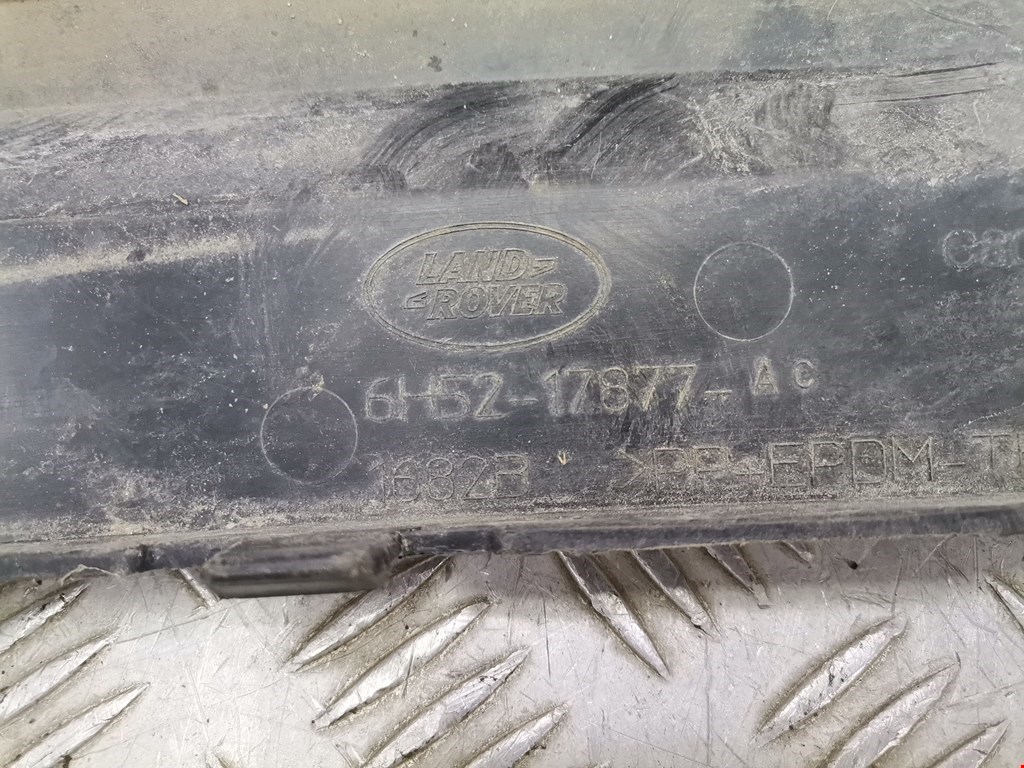 LAND
ROVER
6H52-17877-AC
1682B >PP-EPDM-T